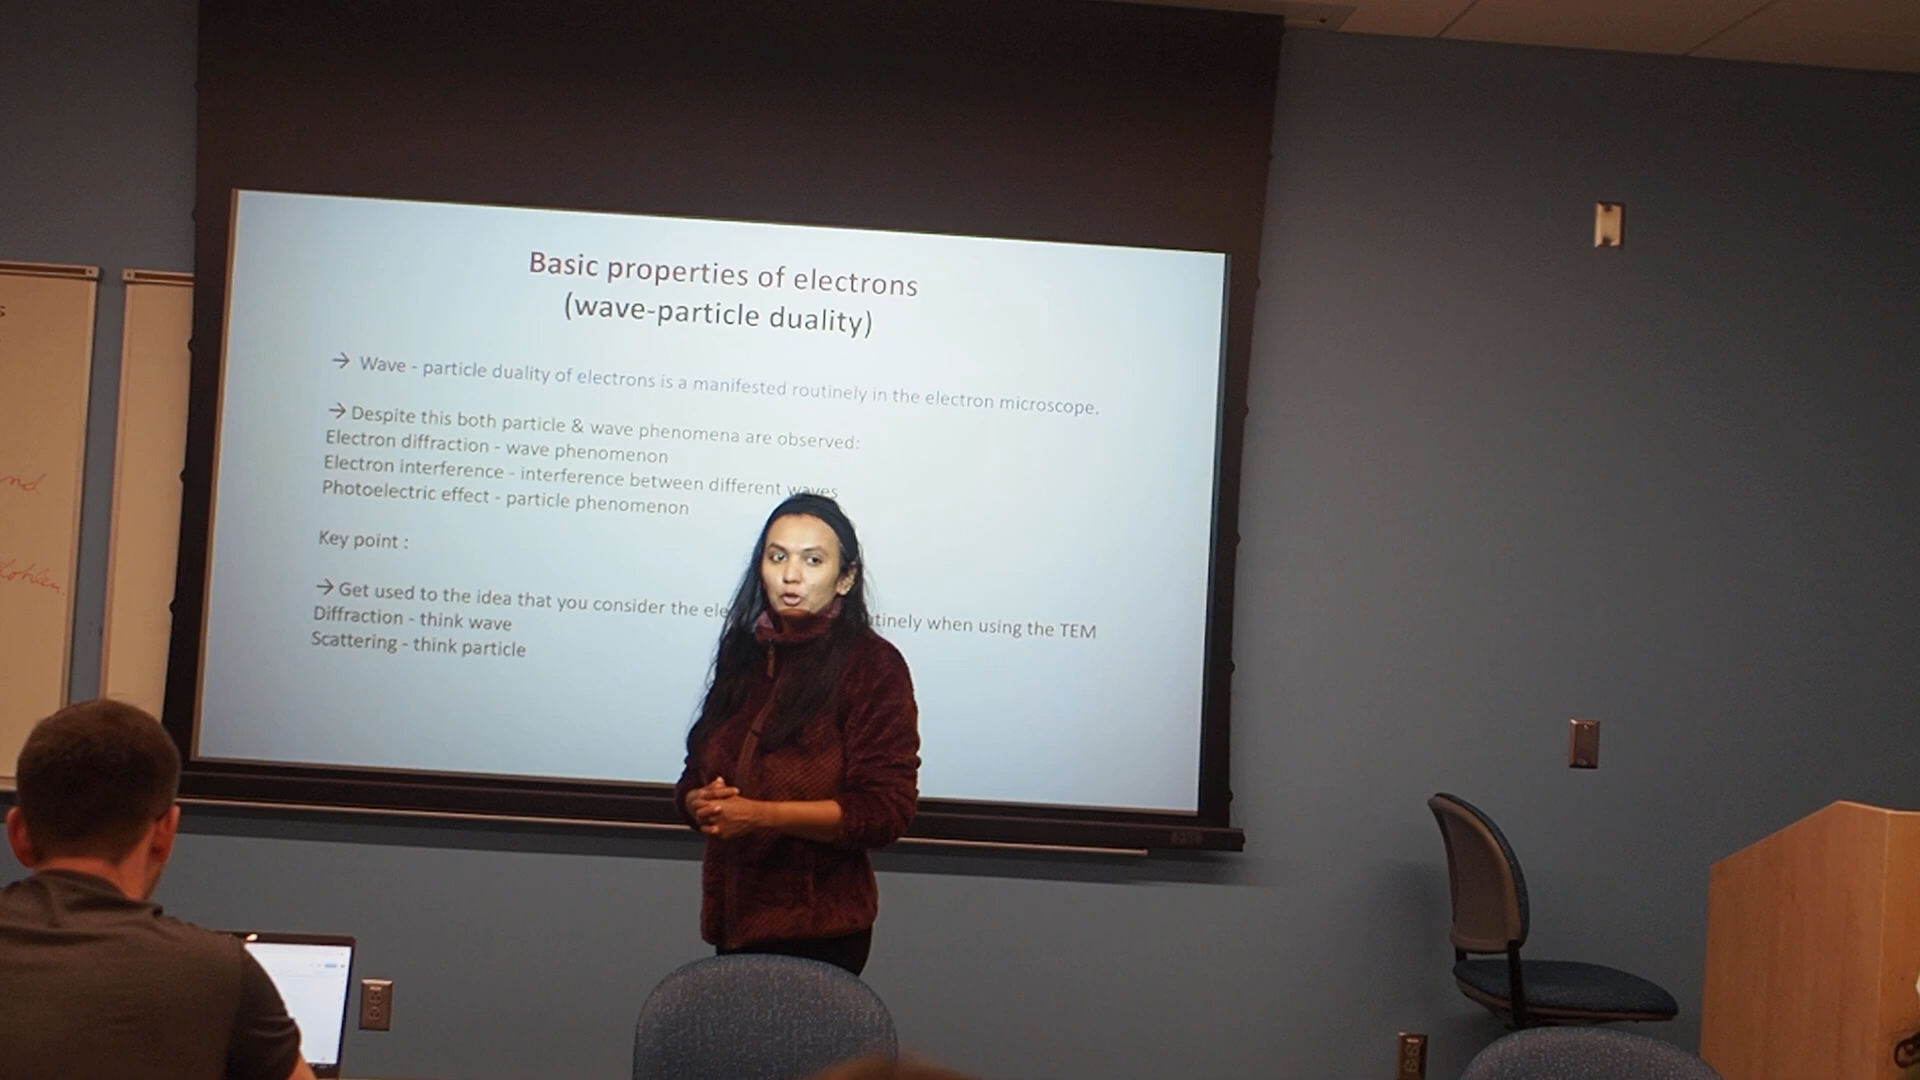 Basic properties of electrons
(wave-particle duality)
→ Wave - particle duality of electrons is a manifested routinely in the electron microscope.
→ Despite this both particle & wave phenomena are observed:
Electron diffraction - wave phenomenon
Electron interference - interference between different waves
Photoelectric effect - particle phenomenon
Key point :
→ Get used to the idea that you consider the ele
utinely when using the TEM
Diffraction - think wave
Scattering - think particle